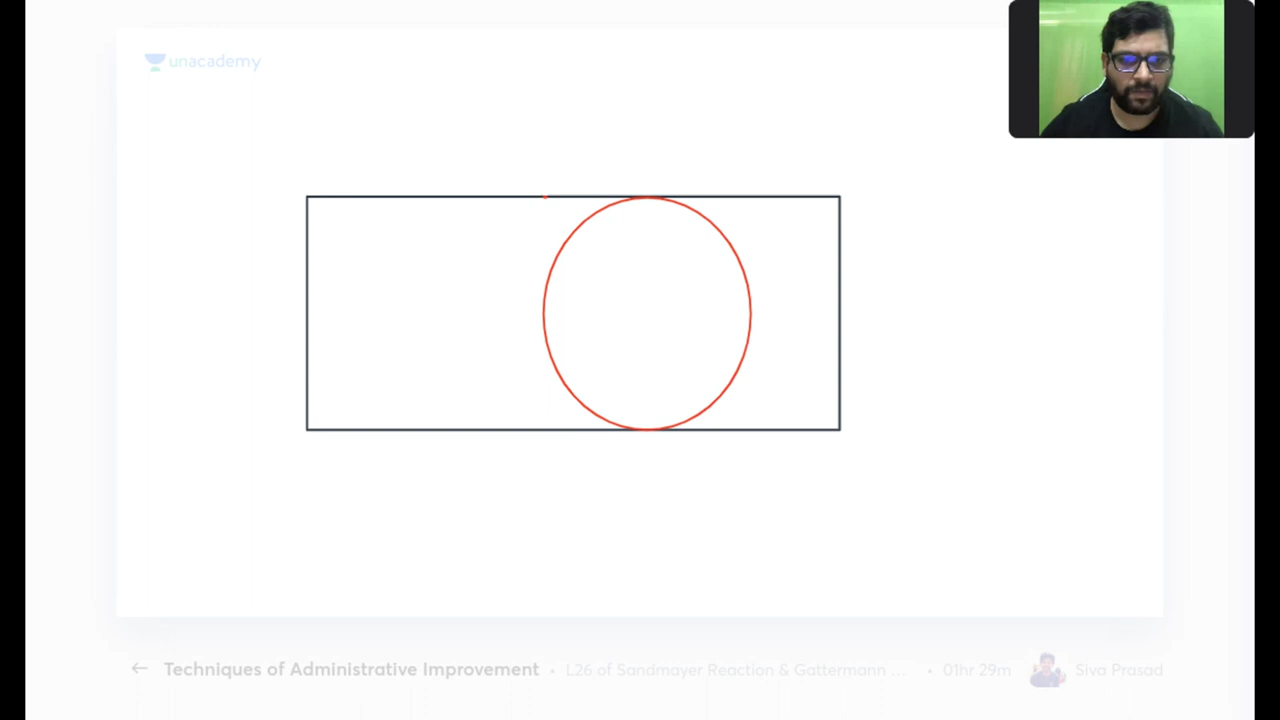 unacademy
Techniques of Administrative Improvement • L26 of Sandmayer Reaction & Gattermann ... • 01hr 29m Siva Prasad